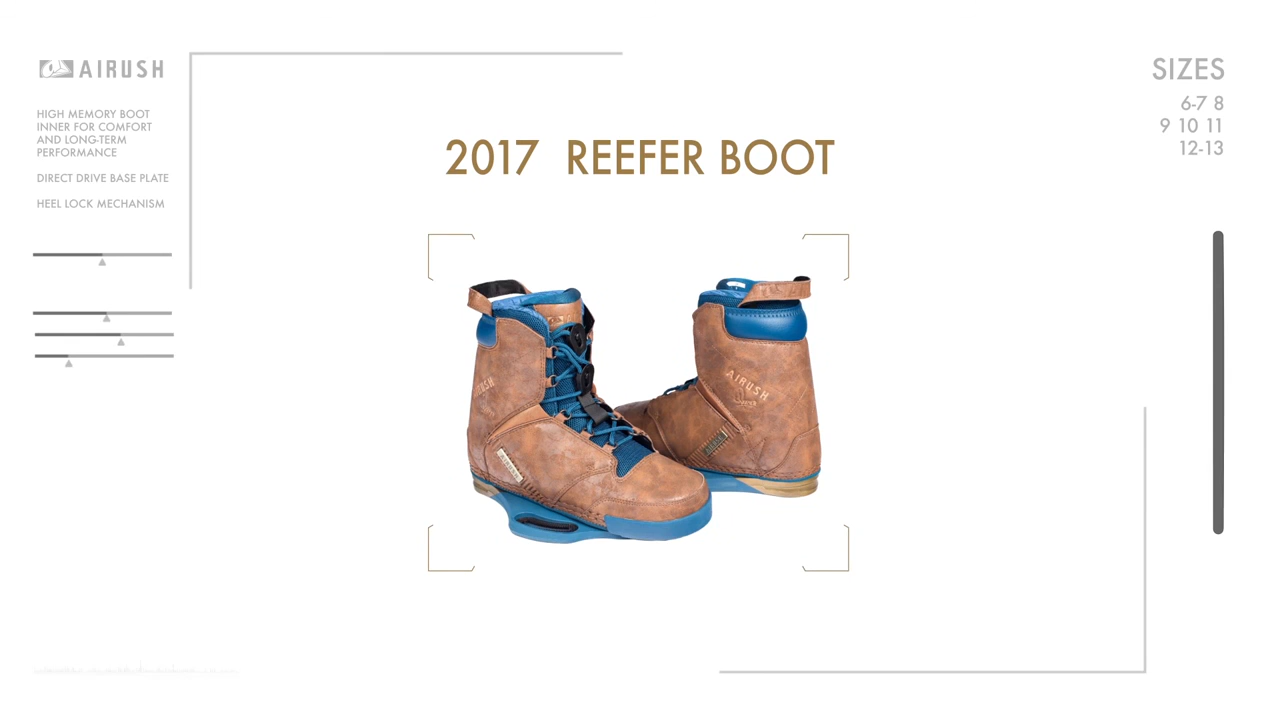 AIRUSH
HIGH MEMORY BOOT
INNER FOR COMFORT
AND LONG-TERM
PERFORMANCE
DIRECT DRIVE BASE PLATE
HEEL LOCK MECHANISM
2017 REEFER BOOT
SIZES
6-7 8
9 10 11
12-13
AIRUSH
AIRUSH